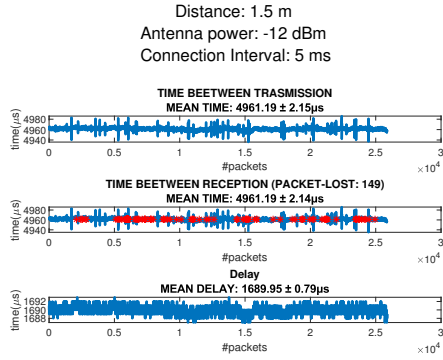 Distance: 1.5 m
Antenna power: -12 dBm
Connection Interval: 5 ms
TIME BEETWEEN TRASMISSION
MEAN TIME: 4961.19 ± 2.15μs
time(μs)
4980
4960
4940
0 0.5 1 1.5 2 2.5 3
#packets
×10⁴
TIME BEETWEEN RECEPTION (PACKET-LOST: 149)
MEAN TIME: 4961.19 ± 2.14μs
time(μs)
4980
4960
4940
0 0.5 1 1.5 2 2.5 3
#packets
×10⁴
Delay
MEAN DELAY: 1689.95 ± 0.79μs
time(μs)
1692
1690
1688
0 0.5 1 1.5 2 2.5 3
#packets
×10⁴